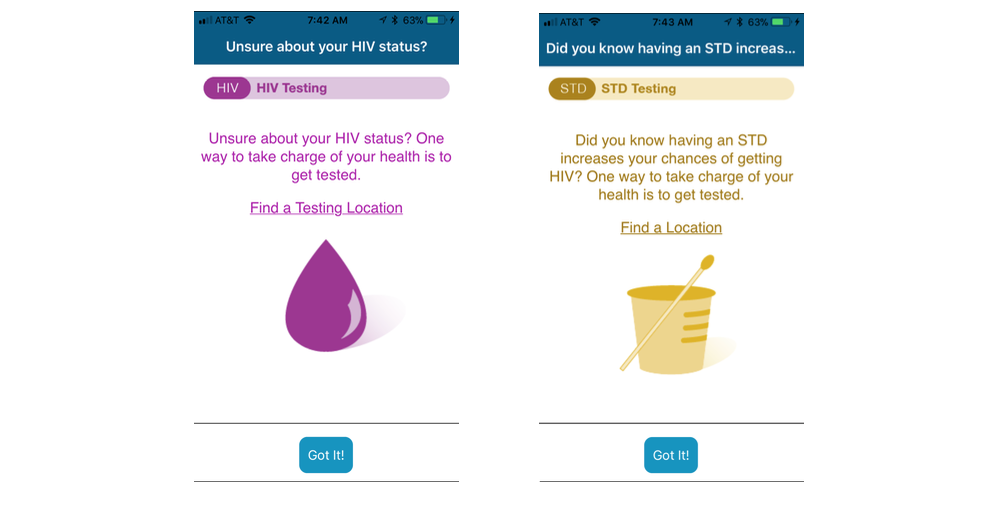 AT&T 7:42 AM 63%
Unsure about your HIV status?
HIV HIV Testing
Unsure about your HIV status? One
way to take charge of your health is to
get tested.
Find a Testing Location
Got It!
AT&T 7:43 AM 63%
Did you know having an STD increas...
STD STD Testing
Did you know having an STD
increases your chances of getting
HIV? One way to take charge of your
health is to get tested.
Find a Location
Got It!